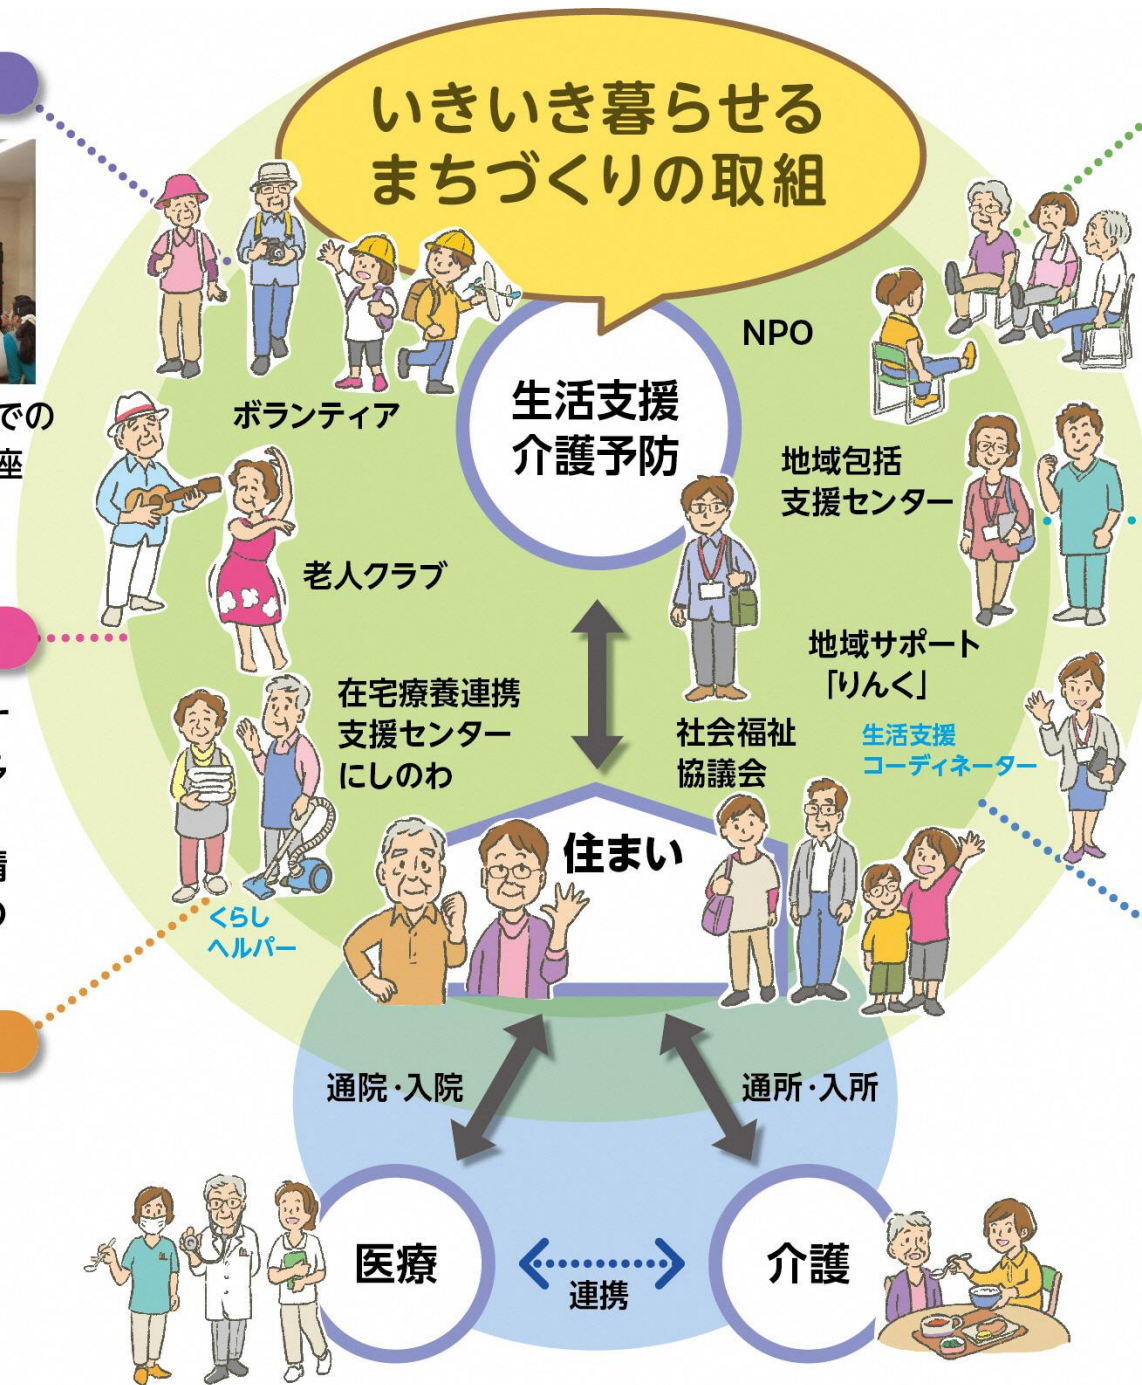 いきいき暮らせる
まちづくりの取組
NPO
生活支援
介護予防
ボランティア
での
座
地域包括
支援センター
老人クラブ
地域サポート
「りんく」
在宅療養連携
支援センター
にしのわ
社会福祉
協議会
生活支援
コーディネーター
住まい
くらし
ヘルパー
通院・入院
通所・入所
医療
連携
介護